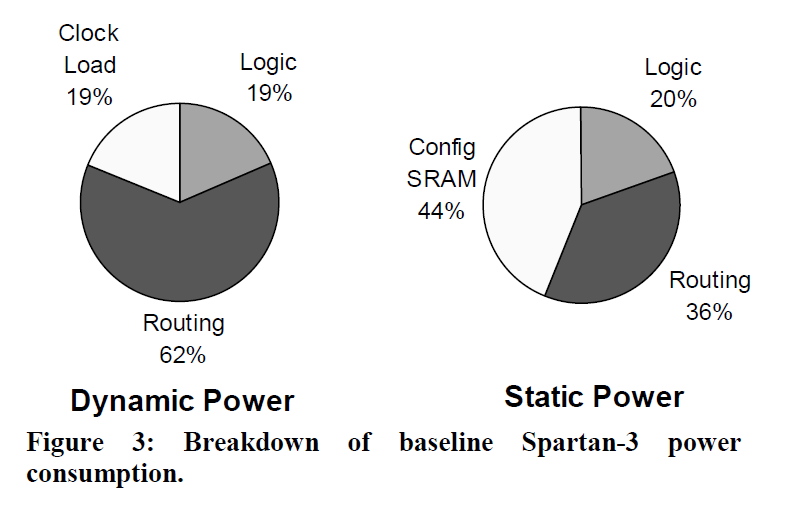 Clock
Load
19%
Logic
19%
Routing
62%
Dynamic Power
Logic
20%
Config
SRAM
44%
Routing
36%
Static Power
Figure 3: Breakdown of baseline Spartan-3 power
consumption.